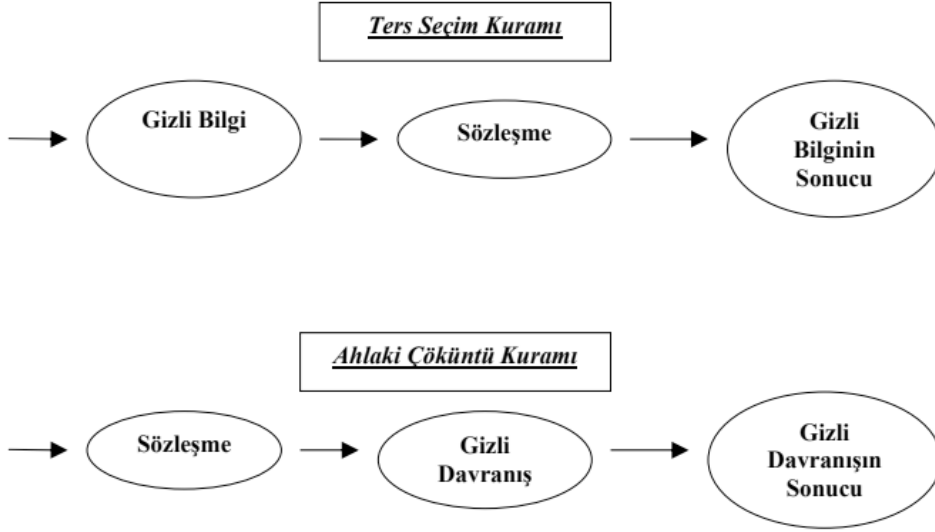 Ters Seçim Kuramı
Gizli Bilgi
Sözleşme
Gizli
Bilginin
Sonucu
Ahlaki Çöküntü Kuramı
Sözleşme
Gizli
Davranış
Gizli
Davranışın
Sonucu